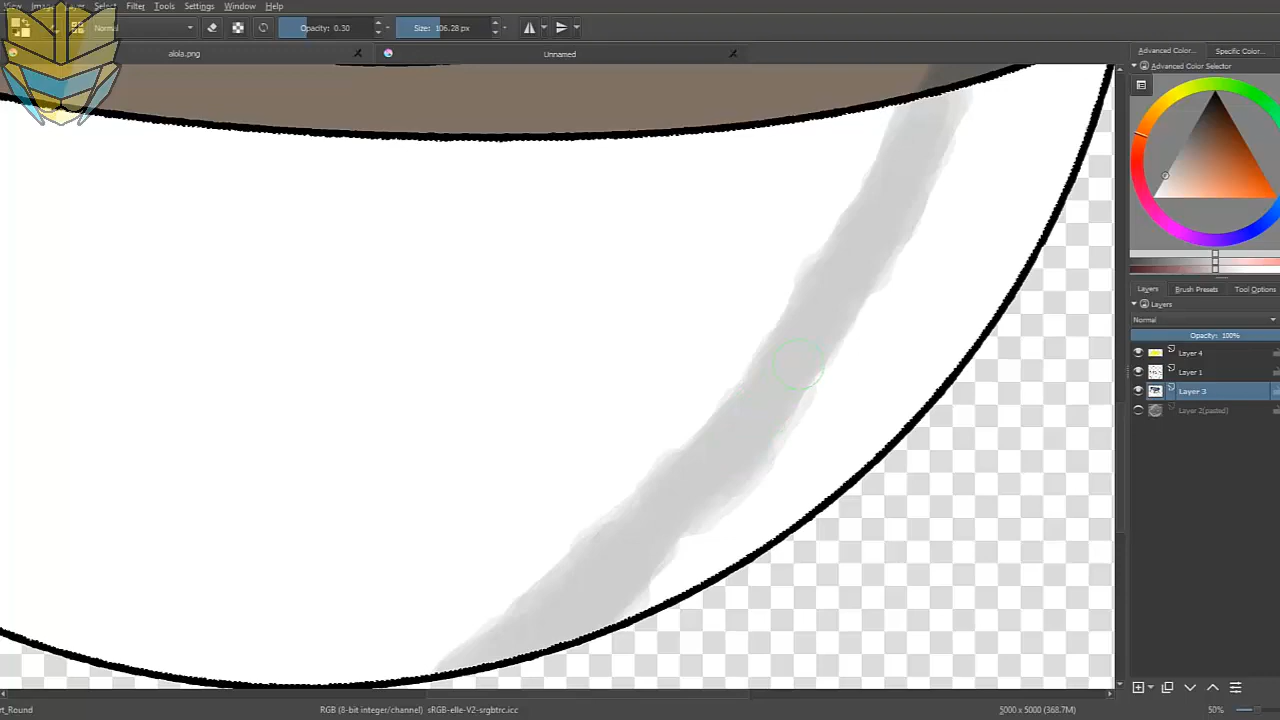 View Image Select Filter Tools Settings Window Help
Normal Opacity: 0.30 Size: 106.28 px
alola.png Unnamed
Advanced Color... Specific Color...
Advanced Color Selector
Layers Brush Presets Tool Options
Layers
Normal
Opacity: 100%
Layer 4
Layer 1
Layer 3
Layer 2(pasted)
rt_Round RGB (8-bit integer/channel) sRGB-elle-V2-srgbtrc.icc 5000 x 5000 (368.7M) 50%